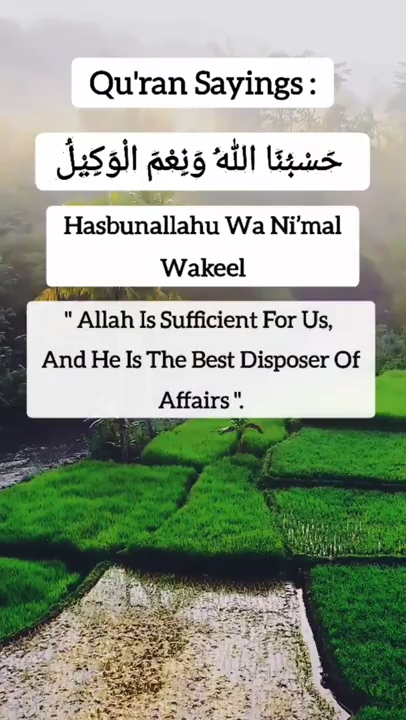 Qu'ran Sayings :
حَسْبُنَا اللّٰهُ وَنِعْمَ الْوَكِيْلُ
Hasbunallahu Wa Ni’mal
Wakeel
" Allah Is Sufficient For Us,
And He Is The Best Disposer Of
Affairs ".